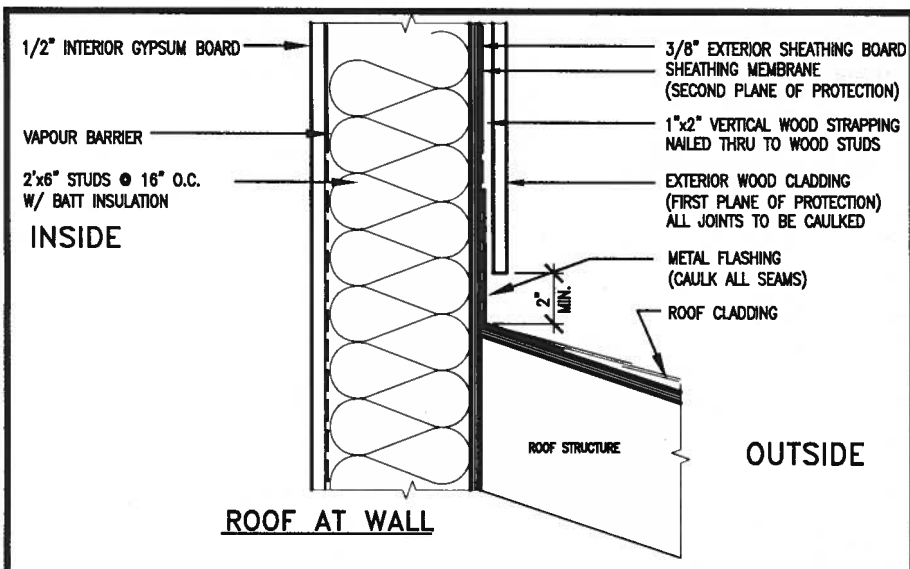 1/2" INTERIOR GYPSUM BOARD
VAPOUR BARRIER
2'x6" STUDS @ 16" O.C.
W/ BATT INSULATION
INSIDE
3/8" EXTERIOR SHEATHING BOARD
SHEATHING MEMBRANE
(SECOND PLANE OF PROTECTION)
1"x2" VERTICAL WOOD STRAPPING
NAILED THRU TO WOOD STUDS
EXTERIOR WOOD CLADDING
(FIRST PLANE OF PROTECTION)
ALL JOINTS TO BE CAULKED
METAL FLASHING
(CAULK ALL SEAMS)
2"
MIN.
ROOF CLADDING
ROOF STRUCTURE
OUTSIDE
ROOF AT WALL